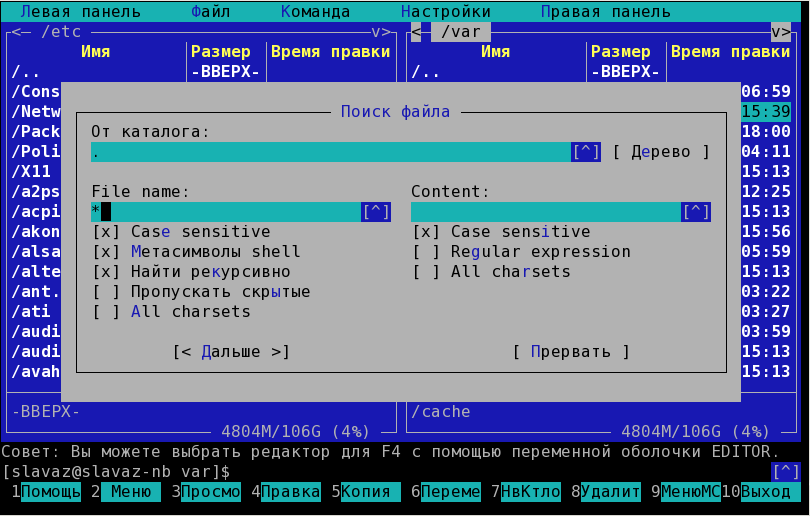 Левая панель Файл Команда Настройки Правая панель
<— /etc v> < /var v>
Имя Размер Время правки Имя Размер Время правки
/.. -ВВЕРХ- /.. -ВВЕРХ-
/Cons 06:59
/Netw Поиск файла 15:39
/Pack От каталога: 18:00
/Poli . [^] [ Дерево ] 04:11
/X11 15:13
/a2ps File name: Content: 12:25
/acpi * [^] [^] 15:13
/akon [x] Case sensitive [x] Case sensitive 15:56
/alsa [x] Метасимволы shell [ ] Regular expression 05:59
/alte [x] Найти рекурсивно [ ] All charsets 15:13
/ant. [ ] Пропускать скрытые 03:22
/ati [ ] All charsets 03:27
/audi 03:59
/audi [< Дальше >] [ Прервать ] 15:13
/avah 15:13
-ВВЕРХ- /cache
4804M/106G (4%) 4804M/106G (4%)
Совет: Вы можете выбрать редактор для F4 с помощью переменной оболочки EDITOR.
[slavaz@slavaz-nb var]$ [^]
1Помощь 2 Меню 3Просмо 4Правка 5Копия 6Переме 7НвКтло 8Удалит 9МенюMC10Выход